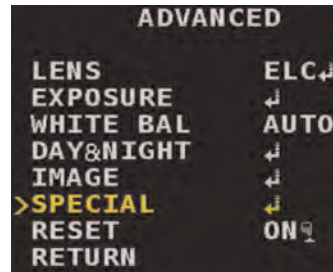 ADVANCED
LENS ELC↲
EXPOSURE ↲
WHITE BAL AUTO
DAY&NIGHT ↲
IMAGE ↲
>SPECIAL ↲
RESET ON
RETURN